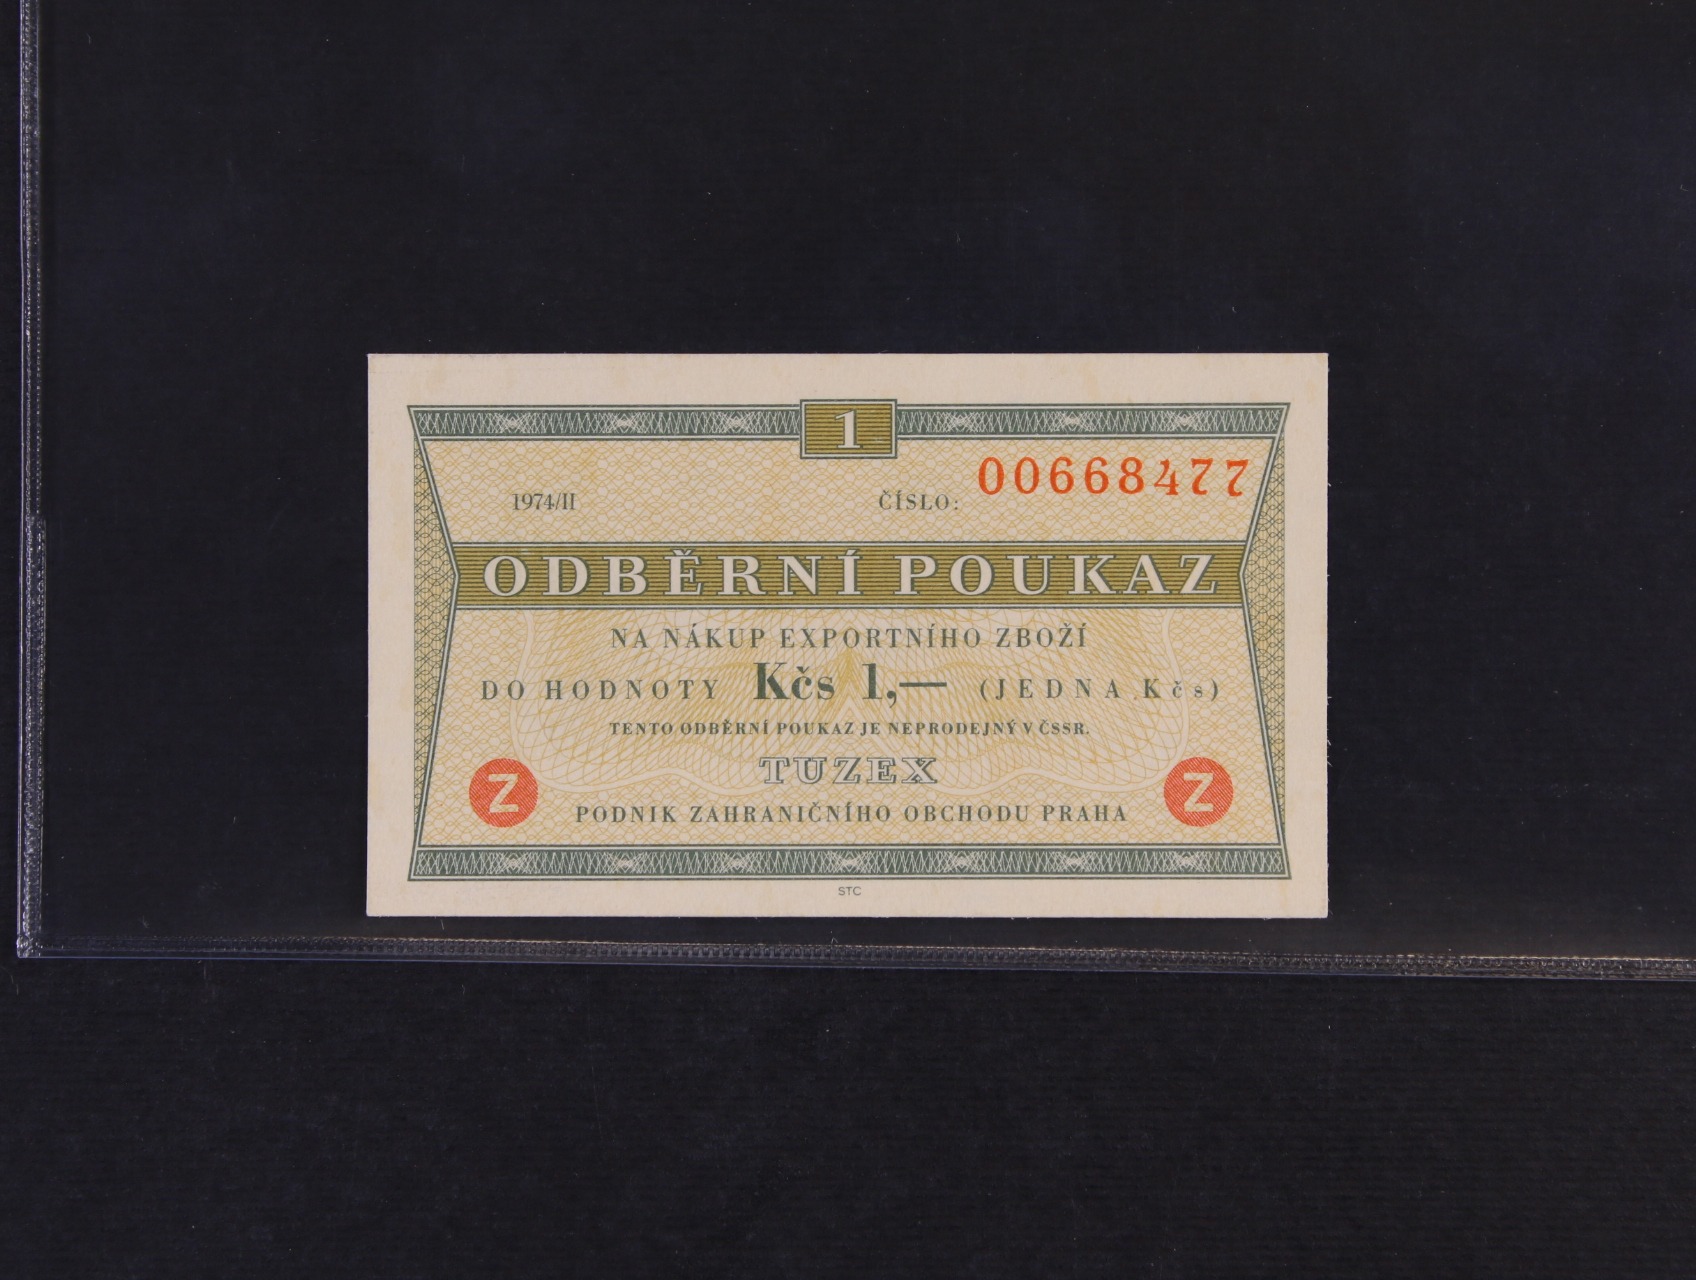 1
00668477
1974/II ČÍSLO:
ODBĚRNÍ POUKAZ
NA NÁKUP EXPORTNÍHO ZBOŽÍ
DO HODNOTY Kčs 1,— (JEDNA Kčs)
TENTO ODBĚRNÍ POUKAZ JE NEPRODEJNÝ V ČSSR.
TUZEX
Z Z
PODNIK ZAHRANIČNÍHO OBCHODU PRAHA
STC